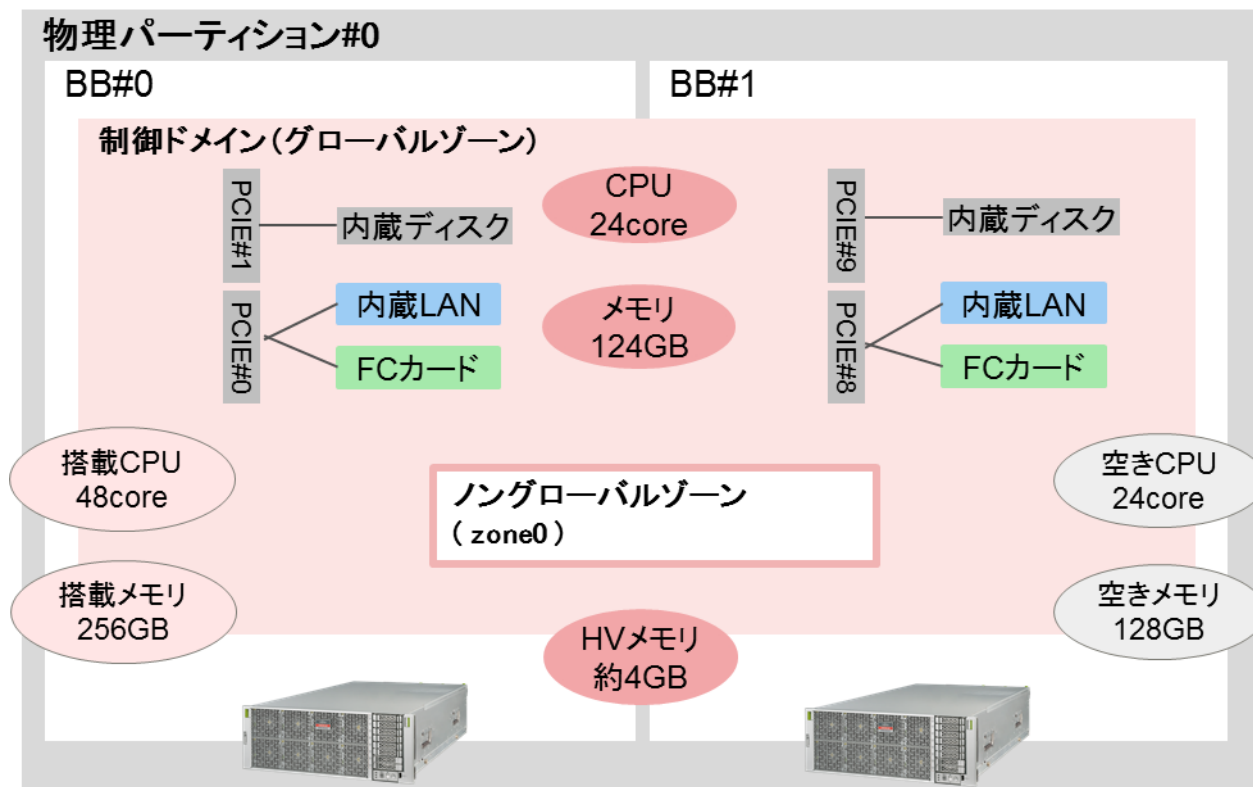 物理パーティション#0
BB#0
BB#1
制御ドメイン(グローバルゾーン)
PCIE#1
内蔵ディスク
PCIE#0
内蔵LAN
FCカード
CPU
24core
メモリ
124GB
PCIE#9
内蔵ディスク
PCIE#8
内蔵LAN
FCカード
搭載CPU
48core
搭載メモリ
256GB
ノングローバルゾーン
( zone0 )
空きCPU
24core
空きメモリ
128GB
HVメモリ
約4GB